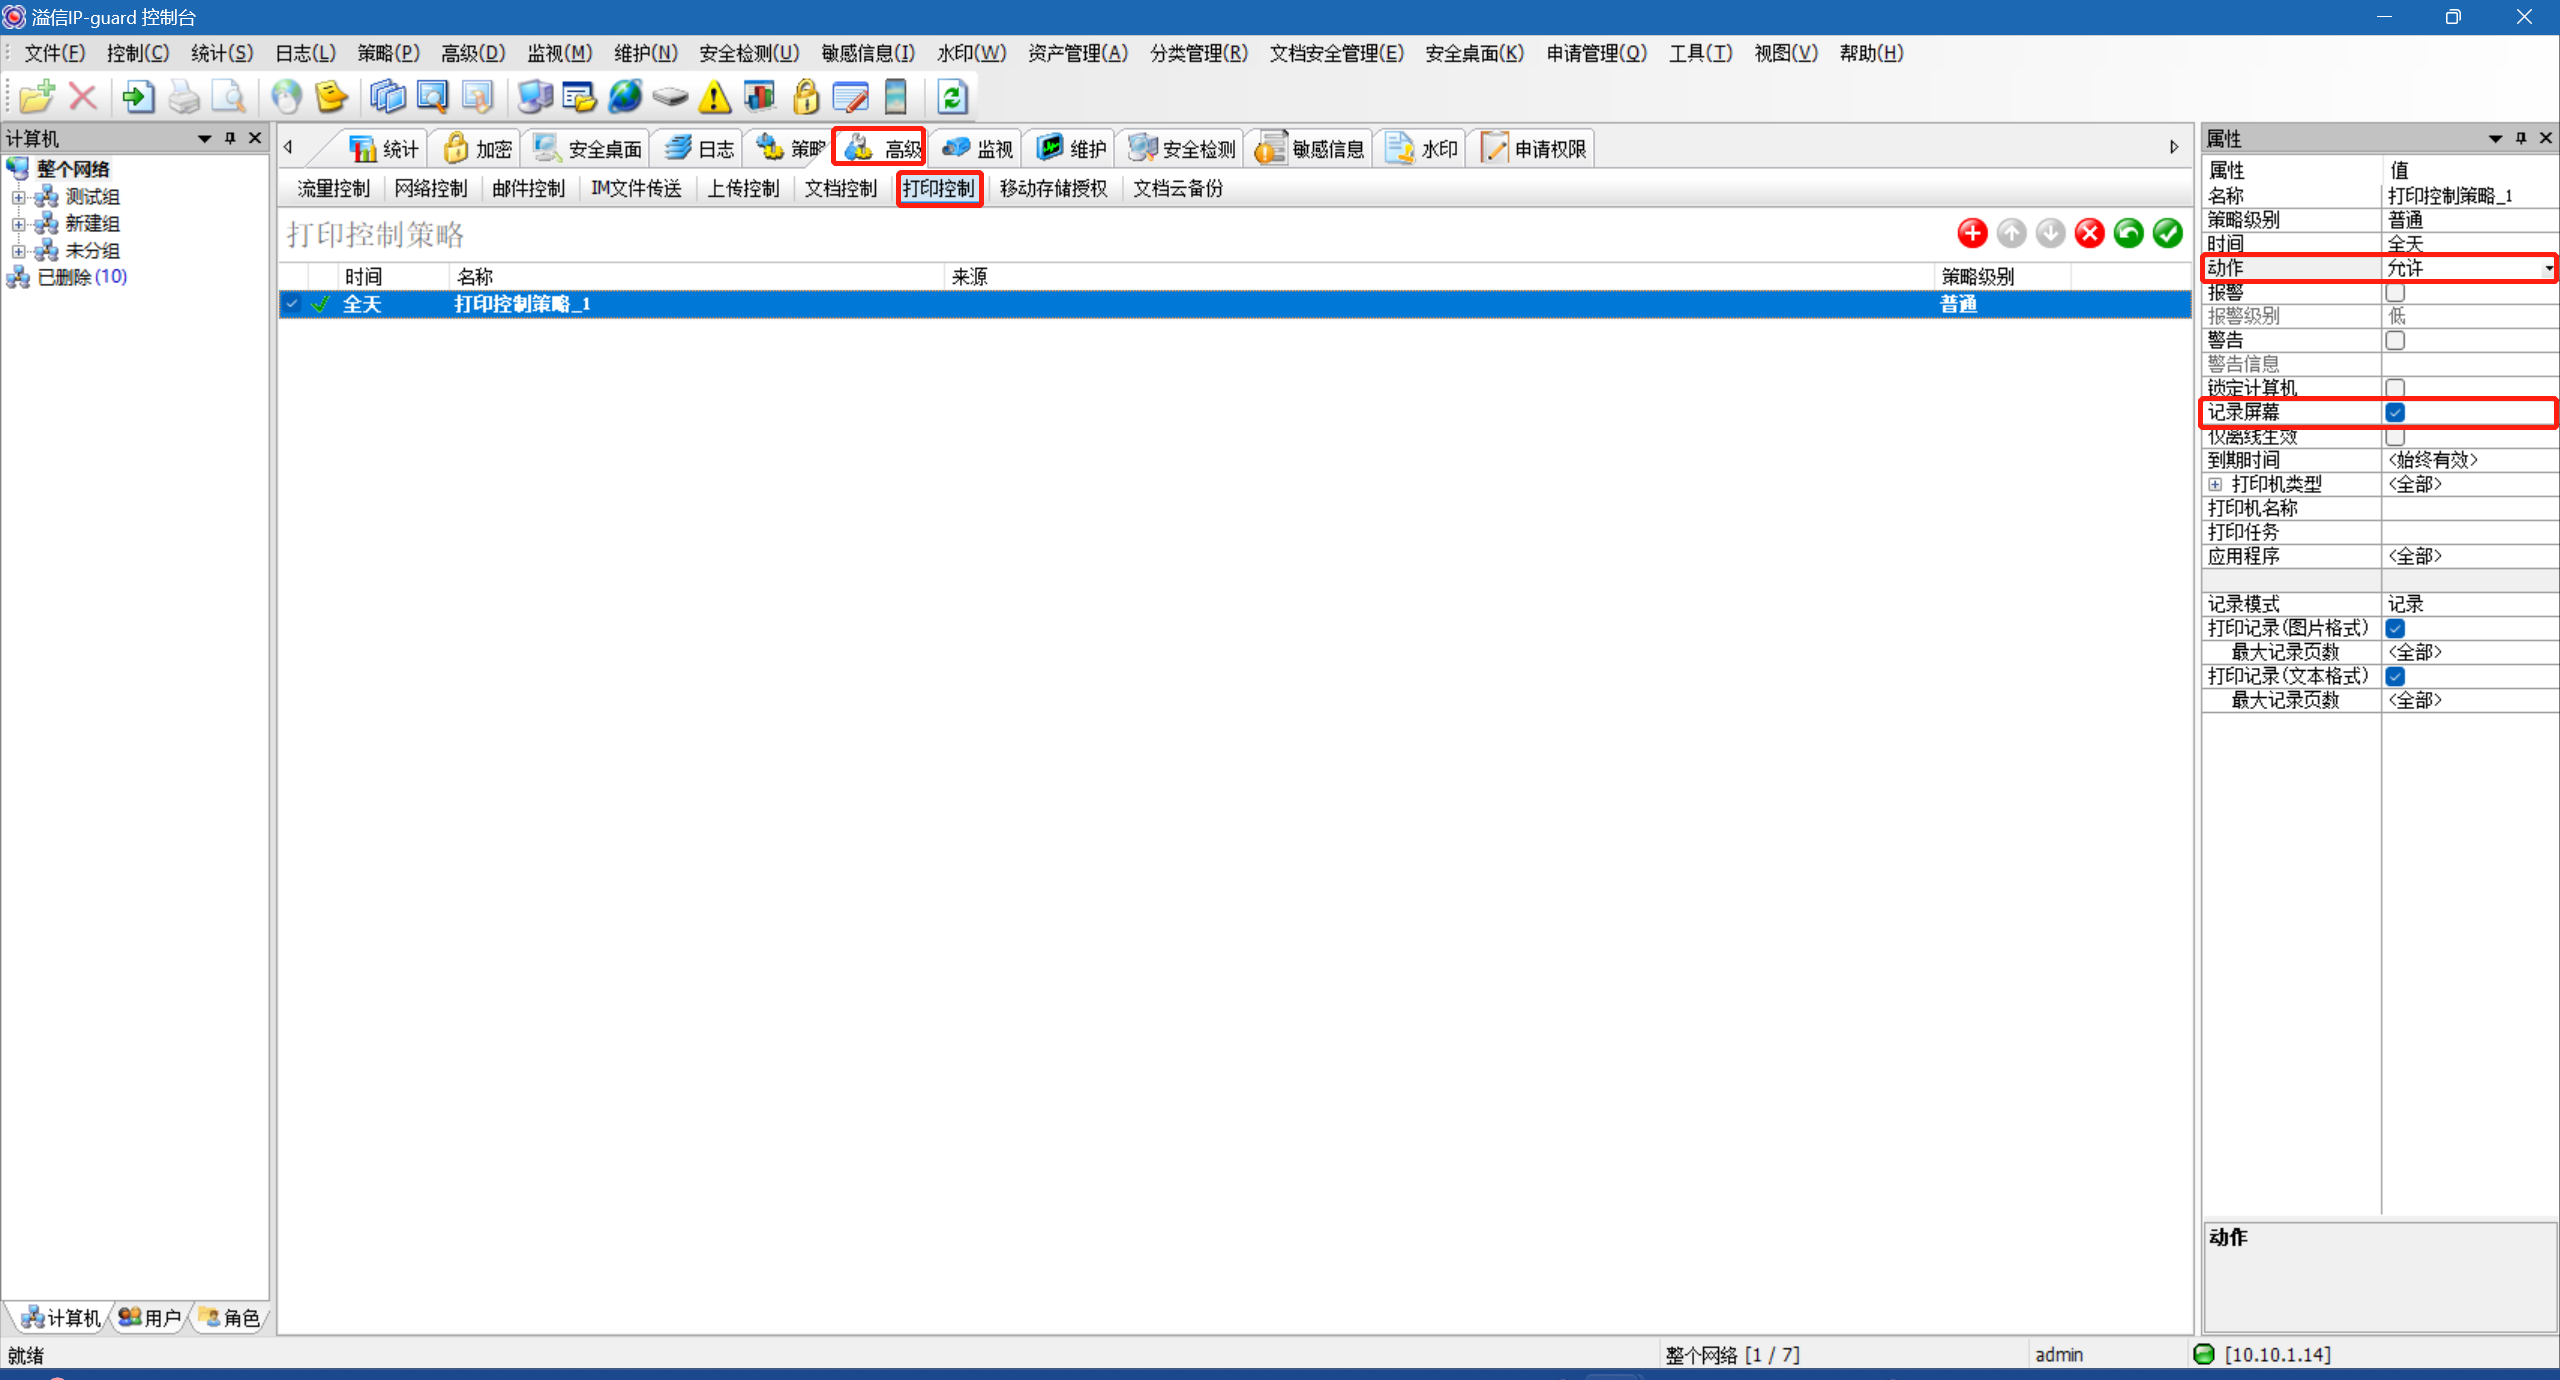 溢信IP-guard 控制台
文件(F) 控制(C) 统计(S) 日志(L) 策略(P) 高级(D) 监视(M) 维护(N) 安全检测(U) 敏感信息(I) 水印(W) 资产管理(A) 分类管理(R) 文档安全管理(E) 安全桌面(K) 申请管理(Q) 工具(T) 视图(V) 帮助(H)
计算机
整个网络
测试组
新建组
未分组
已删除(10)
统计 加密 安全桌面 日志 策略 高级 监视 维护 安全检测 敏感信息 水印 申请权限
流量控制 网络控制 邮件控制 IM文件传送 上传控制 文档控制 打印控制 移动存储授权 文档云备份
打印控制策略
时间 名称 来源 策略级别
全天 打印控制策略_1 普通
属性
属性 值
名称 打印控制策略_1
策略级别 普通
时间 全天
动作 允许
报警
报警级别 低
警告
警告信息
锁定计算机
记录屏幕
仅离线生效
到期时间 <始终有效>
打印机类型 <全部>
打印机名称
打印任务
应用程序 <全部>
记录模式 记录
打印记录(图片格式)
最大记录页数 <全部>
打印记录(文本格式)
最大记录页数 <全部>
动作
计算机 用户 角色
就绪 整个网络 [1 / 7] admin [10.10.1.14]